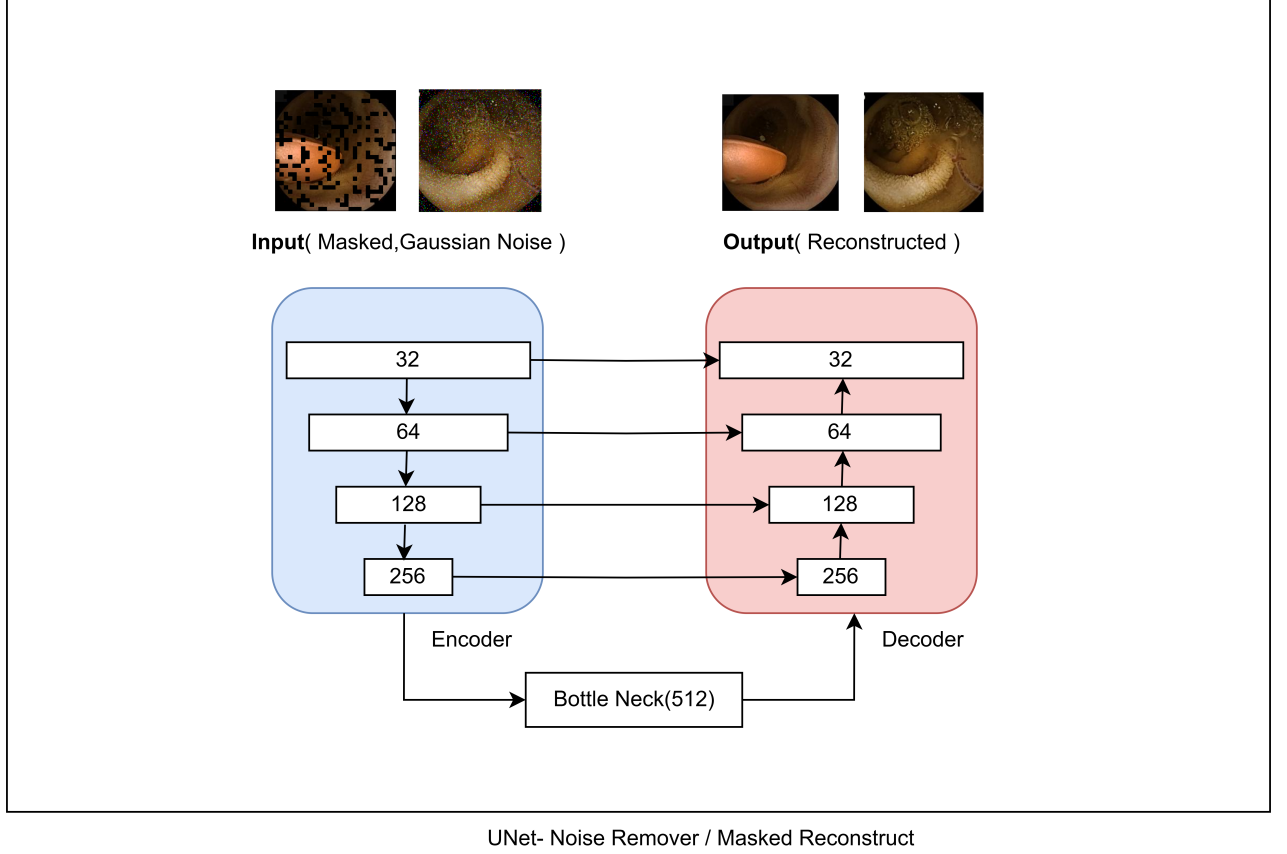 Input( Masked,Gaussian Noise )
Output( Reconstructed )
32
32
64
64
128
128
256
256
Encoder
Decoder
Bottle Neck(512)
UNet- Noise Remover / Masked Reconstruct